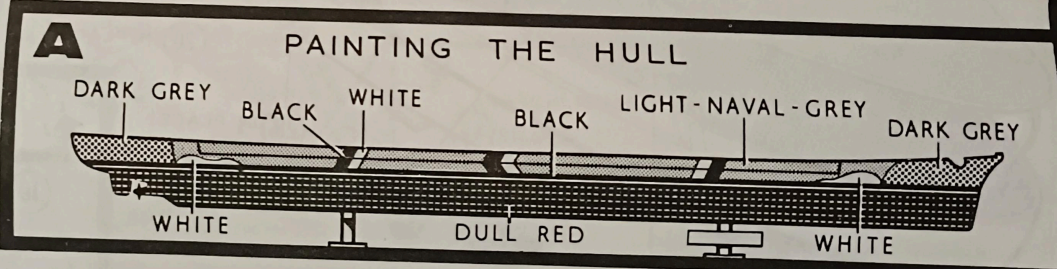 A
PAINTING THE HULL
DARK GREY
BLACK
WHITE
BLACK
LIGHT-NAVAL-GREY
DARK GREY
WHITE
DULL RED
WHITE